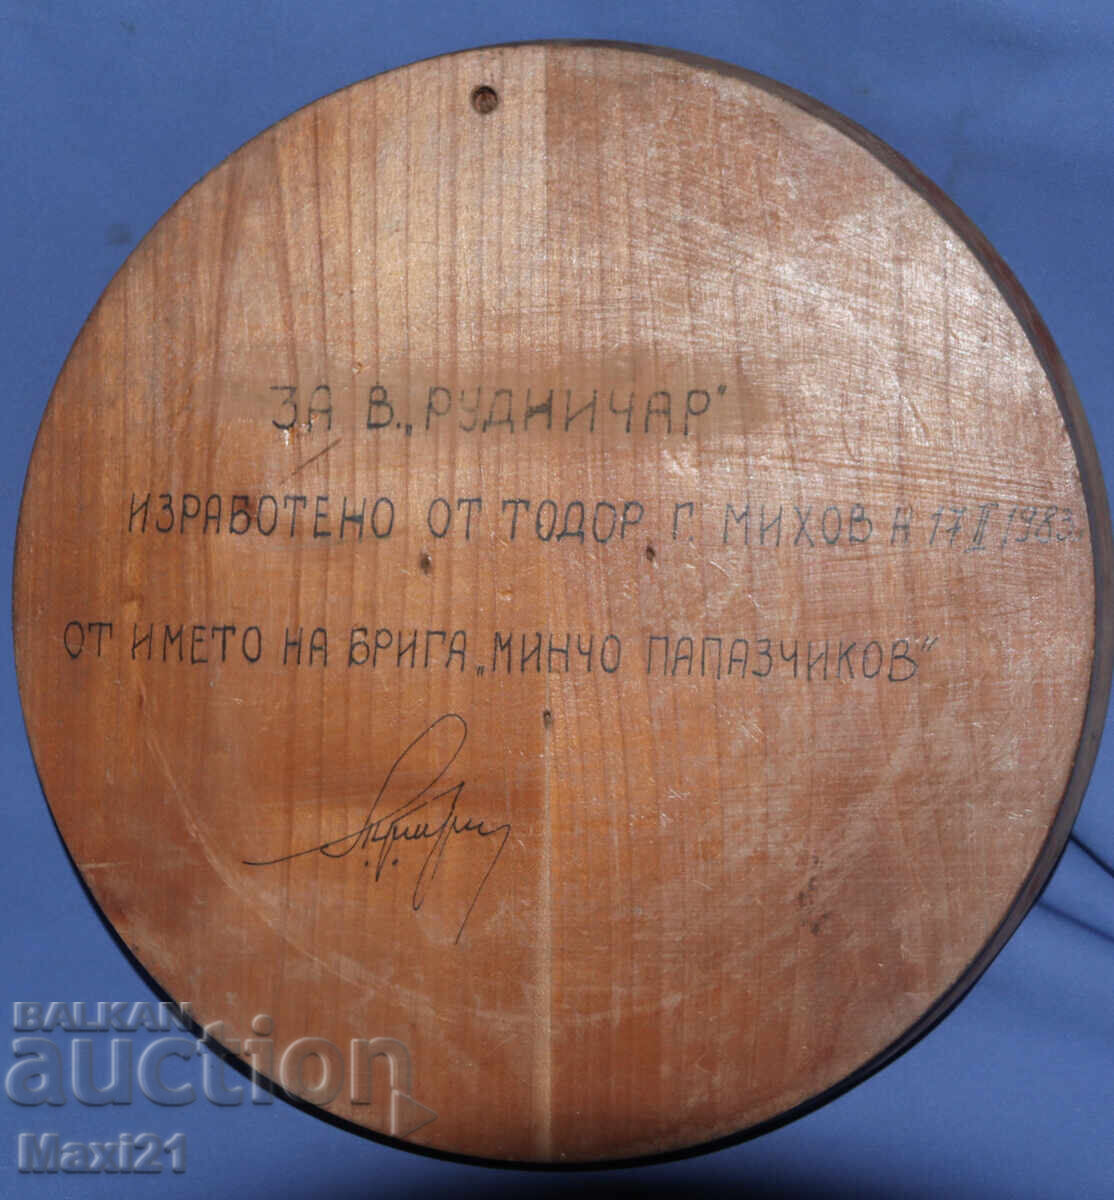 ЗА В. „РУДНИЧАР"
ИЗРАБОТЕНО ОТ ТОДОР Г. МИХОВ Н 17 II 1983
ОТ ИМЕТО НА БРИГА „МИНЧО ПАПАЗЧИКОВ"
BALKAN
auction
Maxi21